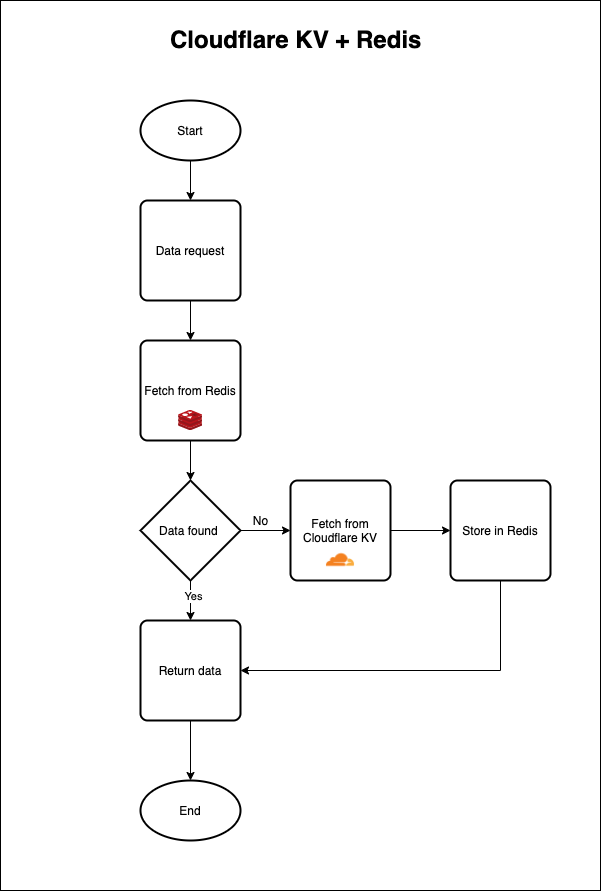 Cloudflare KV + Redis
Start
Data request
Fetch from Redis
Data found
No
Fetch from
Cloudflare KV
Store in Redis
Yes
Return data
End